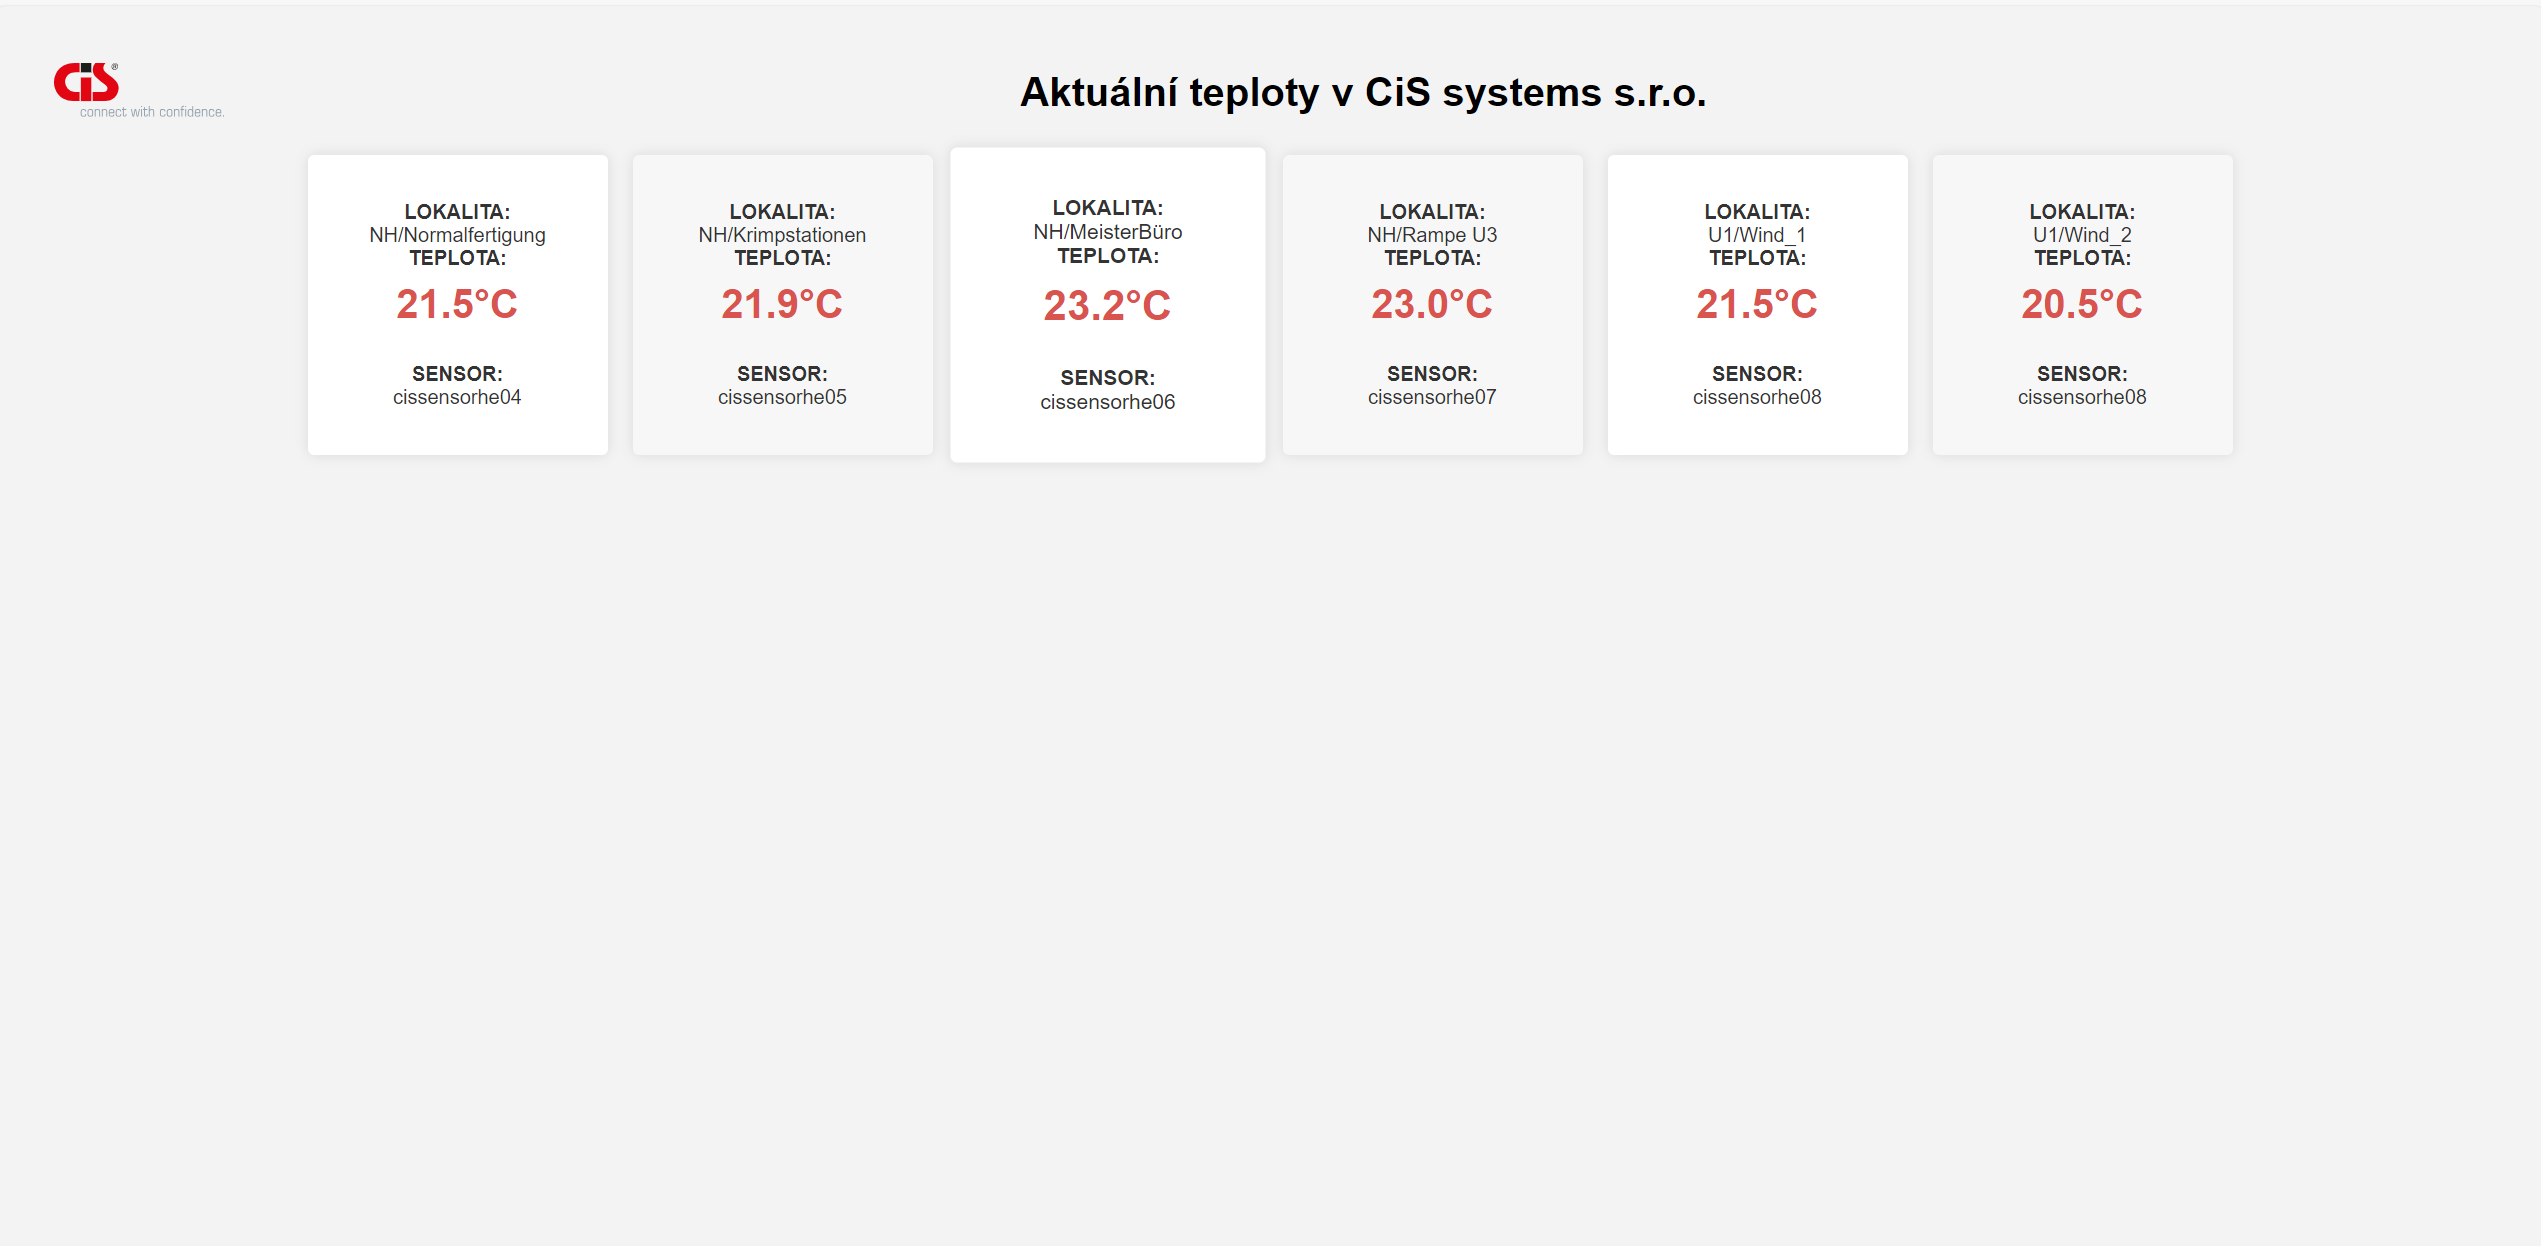 CiS®
connect with confidence.
Aktuální teploty v CiS systems s.r.o.
LOKALITA:
NH/Normalfertigung
TEPLOTA:
21.5°C
SENSOR:
cissensorhe04
LOKALITA:
NH/Krimpstationen
TEPLOTA:
21.9°C
SENSOR:
cissensorhe05
LOKALITA:
NH/MeisterBüro
TEPLOTA:
23.2°C
SENSOR:
cissensorhe06
LOKALITA:
NH/Rampe U3
TEPLOTA:
23.0°C
SENSOR:
cissensorhe07
LOKALITA:
U1/Wind_1
TEPLOTA:
21.5°C
SENSOR:
cissensorhe08
LOKALITA:
U1/Wind_2
TEPLOTA:
20.5°C
SENSOR:
cissensorhe08